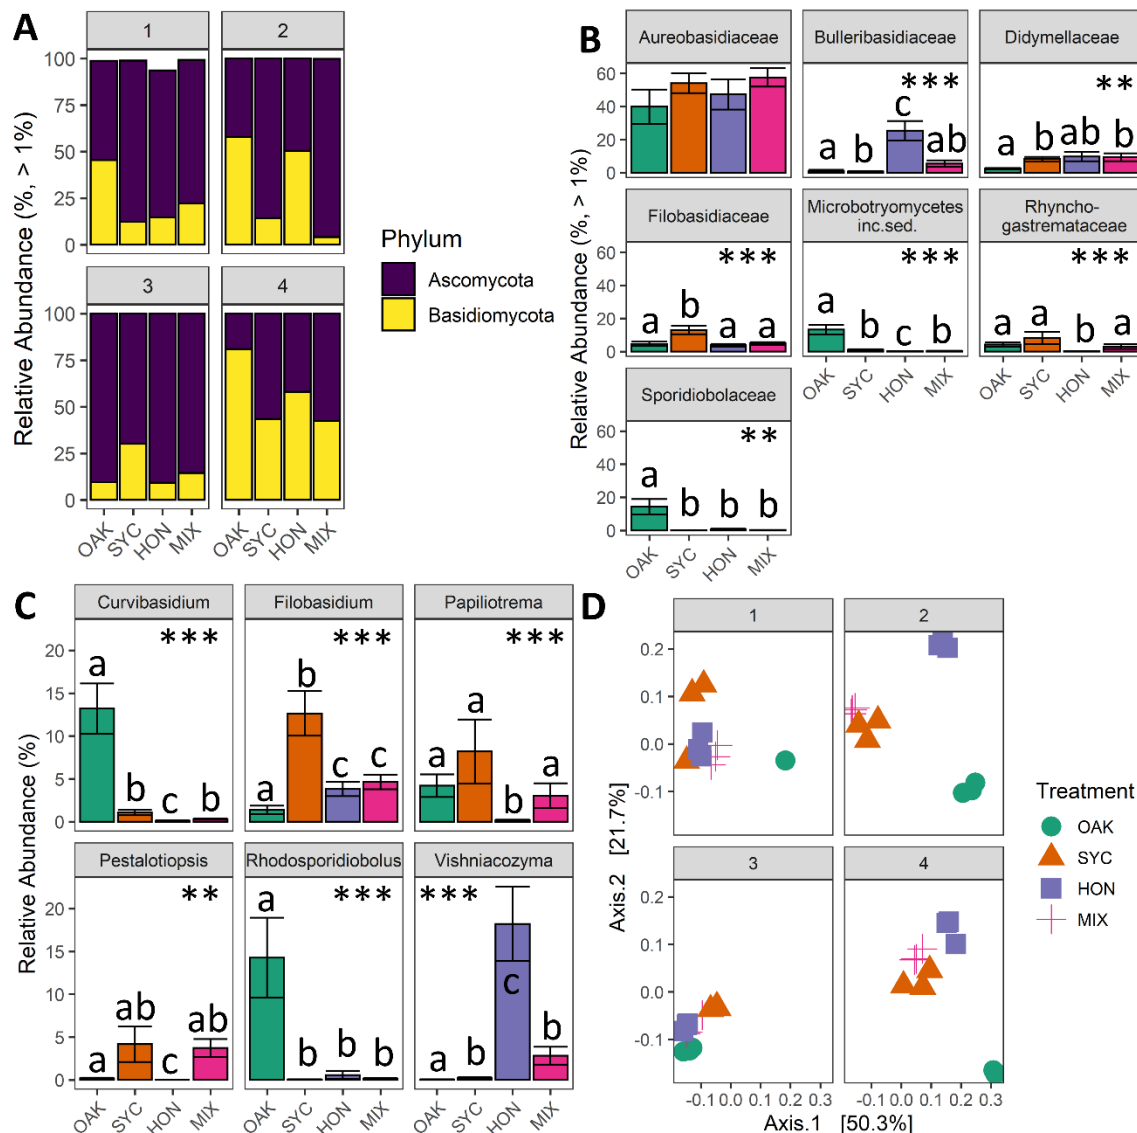 A
1 2
Relative Abundance (%, > 1%)
100
75
50
25
0
3 4
100
75
50
25
0
OAK SYC HON MIX OAK SYC HON MIX
Phylum
Ascomycota
Basidiomycota
B
Aureobasidiaceae Bulleribasidiaceae Didymellaceae
Relative Abundance (%, > 1%)
60
40
20
0
*** **
a b c ab a b ab ab
Filobasidiaceae Microbotryomycetes inc.sed. Rhyncho-gastremataceae
60
40
20
0
*** *** ***
a b a a a b c b a a b a
OAK SYC HON MIX OAK SYC HON MIX
Sporidiobolaceae
60
40
20
0
**
a b b b
OAK SYC HON MIX
C
Curvibasidium Filobasidium Papiliotrema
Relative Abundance (%)
20
15
10
5
0
*** *** ***
a b c b a b c c a a b a
Pestalotiopsis Rhodosporidiobolus Vishniacozyma
20
15
10
5
0
** *** ***
a ab c ab a b b b a a c b
OAK SYC HON MIX OAK SYC HON MIX OAK SYC HON MIX
D
1 2
Axis.2 [21.7%]
0.2
0.1
0.0
-0.1
3 4
0.2
0.1
0.0
-0.1
-0.1 0.0 0.1 0.2 0.3 -0.1 0.0 0.1 0.2 0.3
Axis.1 [50.3%]
Treatment
OAK
SYC
HON
MIX